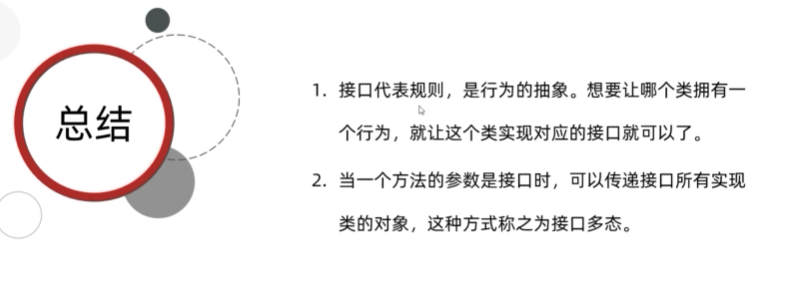 总结
1. 接口代表规则，是行为的抽象。想要让哪个类拥有一
个行为，就让这个类实现对应的接口就可以了。
2. 当一个方法的参数是接口时，可以传递接口所有实现
类的对象，这种方式称之为接口多态。